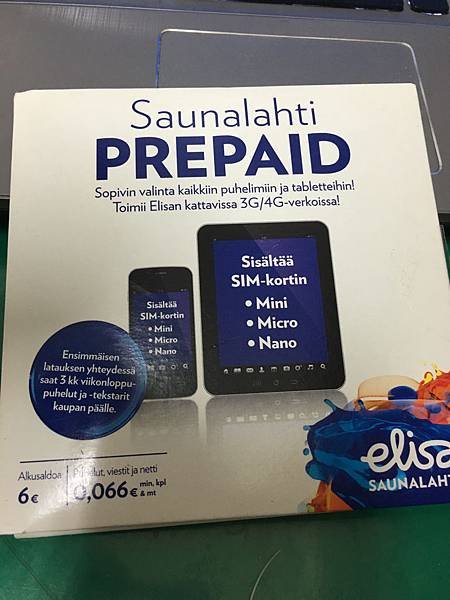 Saunalahti
PREPAID
Sopivin valinta kaikkiin puhelimiin ja tabletteihin!
Toimii Elisan kattavissa 3G/4G-verkoissa!
Sisältää
SIM-kortin
• Mini
• Micro
• Nano
Sisältää
SIM-kortin
• Mini
• Micro
• Nano
Ensimmäisen
latauksen yhteydessä
saat 3 kk viikonloppu-
puhelut ja -tekstarit
kaupan päälle.
Alkusaldoa
6 €
Puhelut, viestit ja netti
0,066 € min, kpl
& mt
elisa
SAUNALAHTI